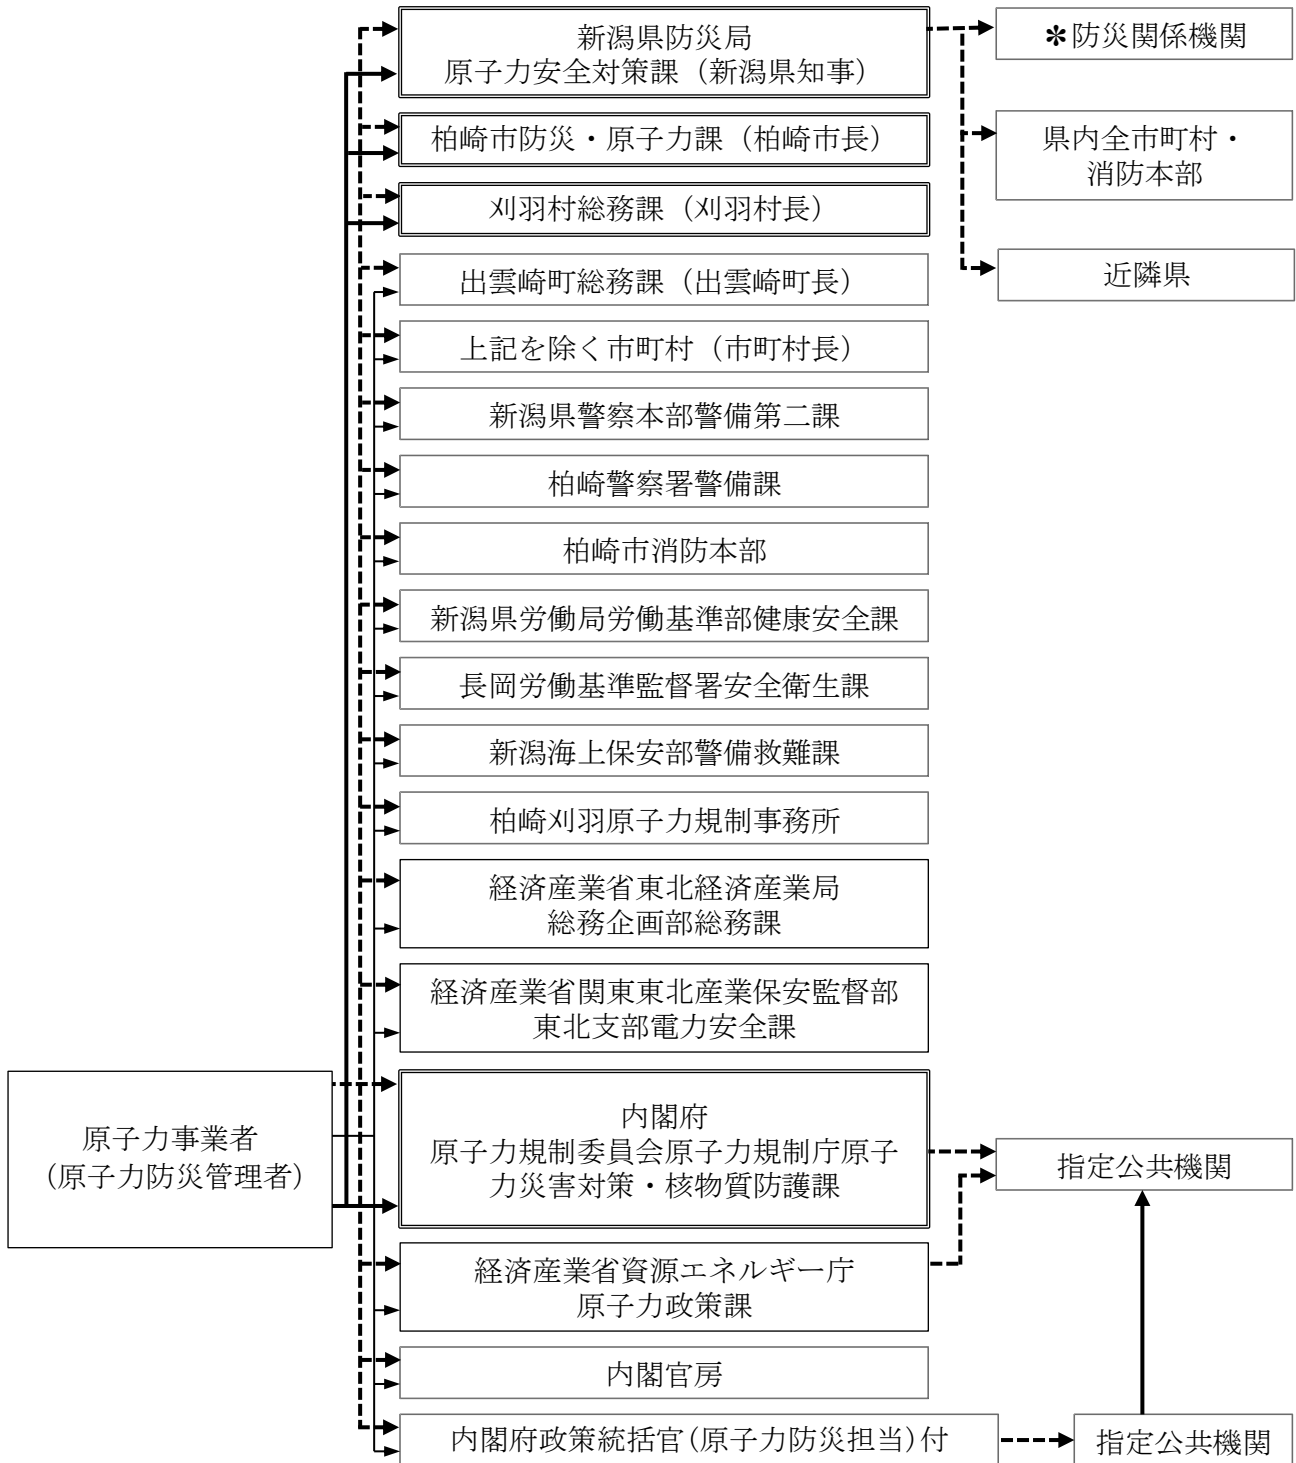 新潟県防災局
原子力安全対策課（新潟県知事）
＊防災関係機関
柏崎市防災・原子力課（柏崎市長）
県内全市町村・
消防本部
刈羽村総務課（刈羽村長）
出雲崎町総務課（出雲崎町長）
近隣県
上記を除く市町村（市町村長）
新潟県警察本部警備第二課
柏崎警察署警備課
柏崎市消防本部
新潟県労働局労働基準部健康安全課
長岡労働基準監督署安全衛生課
新潟海上保安部警備救難課
柏崎刈羽原子力規制事務所
経済産業省東北経済産業局
総務企画部総務課
経済産業省関東東北産業保安監督部
東北支部電力安全課
原子力事業者
(原子力防災管理者)
内閣府
原子力規制委員会原子力規制庁原子
力災害対策・核物質防護課
指定公共機関
経済産業省資源エネルギー庁
原子力政策課
内閣官房
内閣府政策統括官(原子力防災担当)付
指定公共機関